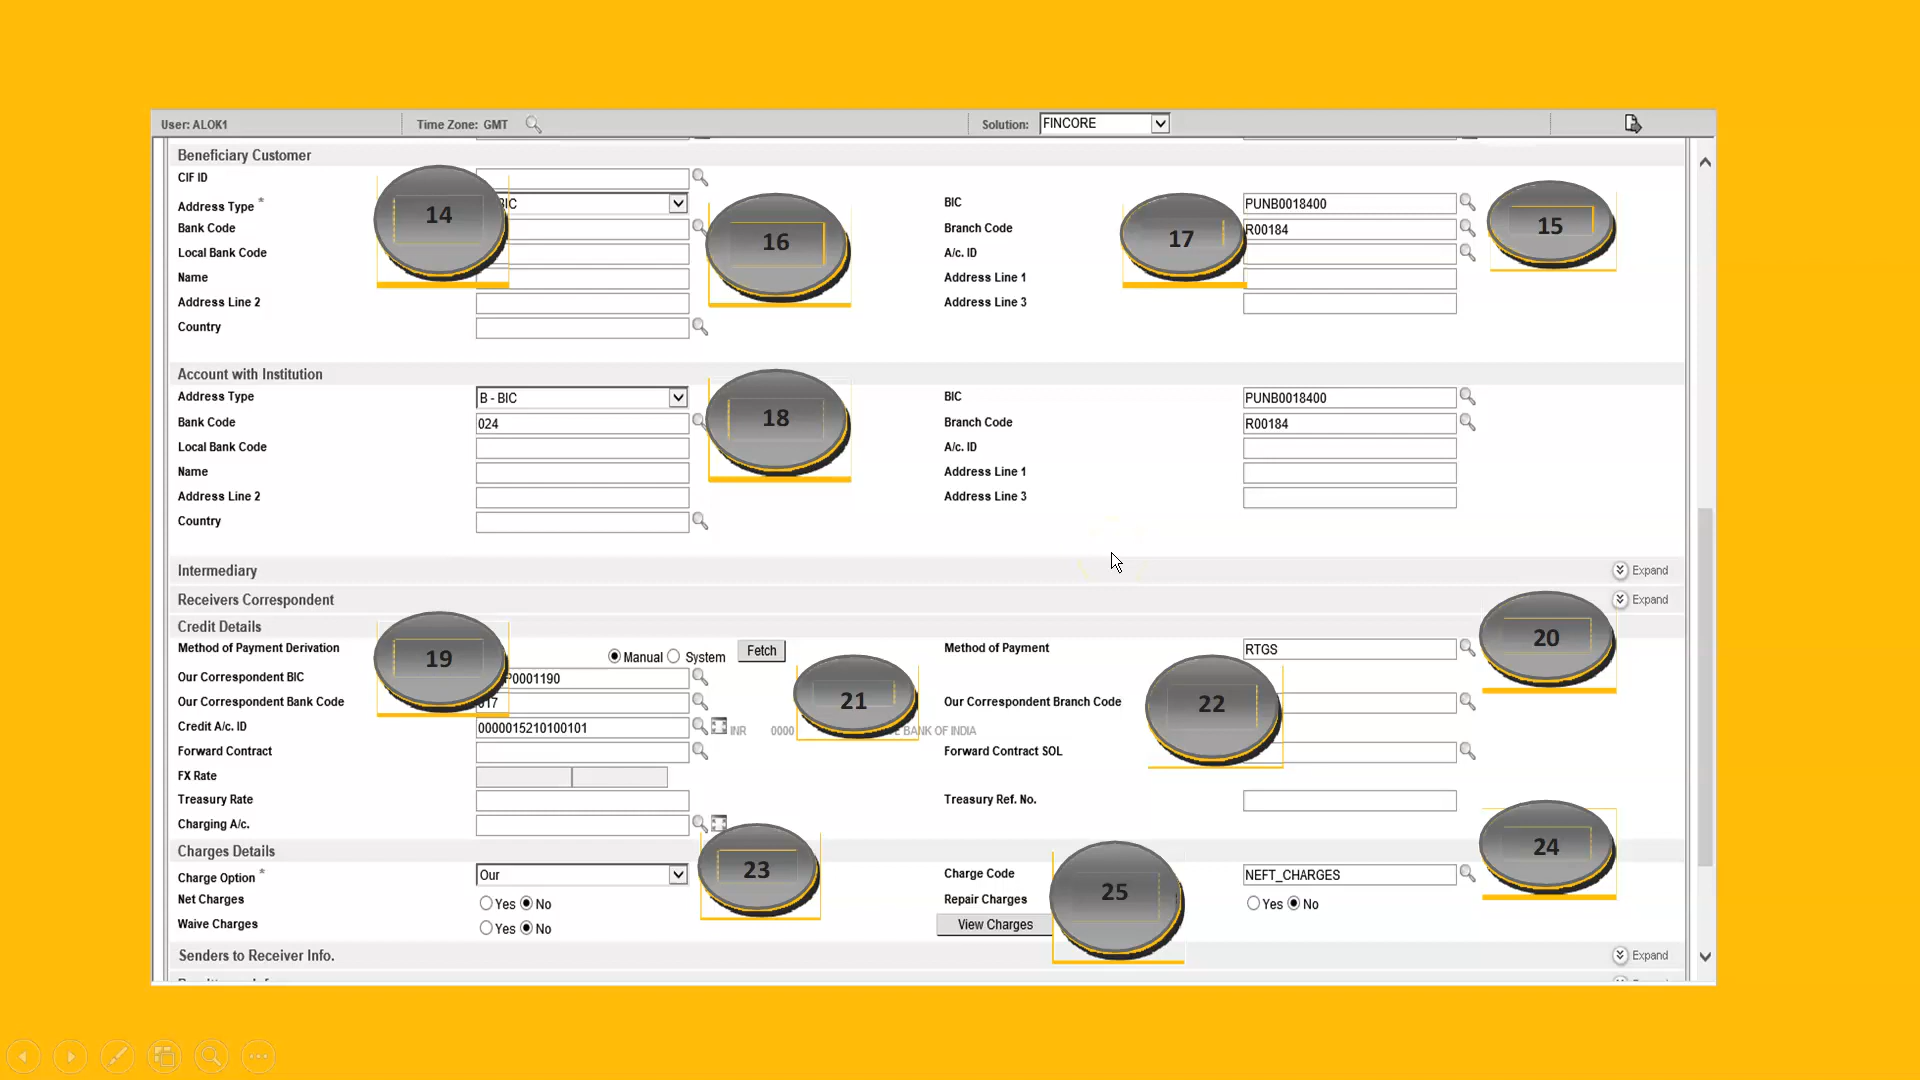 User: ALOK1 Time Zone: GMT Solution: FINCORE
Beneficiary Customer
CIF ID
Address Type * BIC BIC PUNB0018400
Bank Code Branch Code R00184
Local Bank Code A/c. ID
Name Address Line 1
Address Line 2 Address Line 3
Country
14 16 17 15
Account with Institution
Address Type B - BIC BIC PUNB0018400
Bank Code 024 Branch Code R00184
18
Local Bank Code A/c. ID
Name Address Line 1
Address Line 2 Address Line 3
Country
Intermediary Expand
Receivers Correspondent Expand
Credit Details
19 20
Method of Payment Derivation Manual System Fetch Method of Payment RTGS
Our Correspondent BIC P0001190
Our Correspondent Bank Code 017 Our Correspondent Branch Code
21 22
Credit A/c. ID 0000015210100101 INR 0000 BANK OF INDIA
Forward Contract Forward Contract SOL
FX Rate
Treasury Rate Treasury Ref. No.
Charging A/c.
Charges Details
23 25 24
Charge Option * Our Charge Code NEFT_CHARGES
Net Charges Yes No Repair Charges Yes No
Waive Charges Yes No View Charges
Senders to Receiver Info. Expand